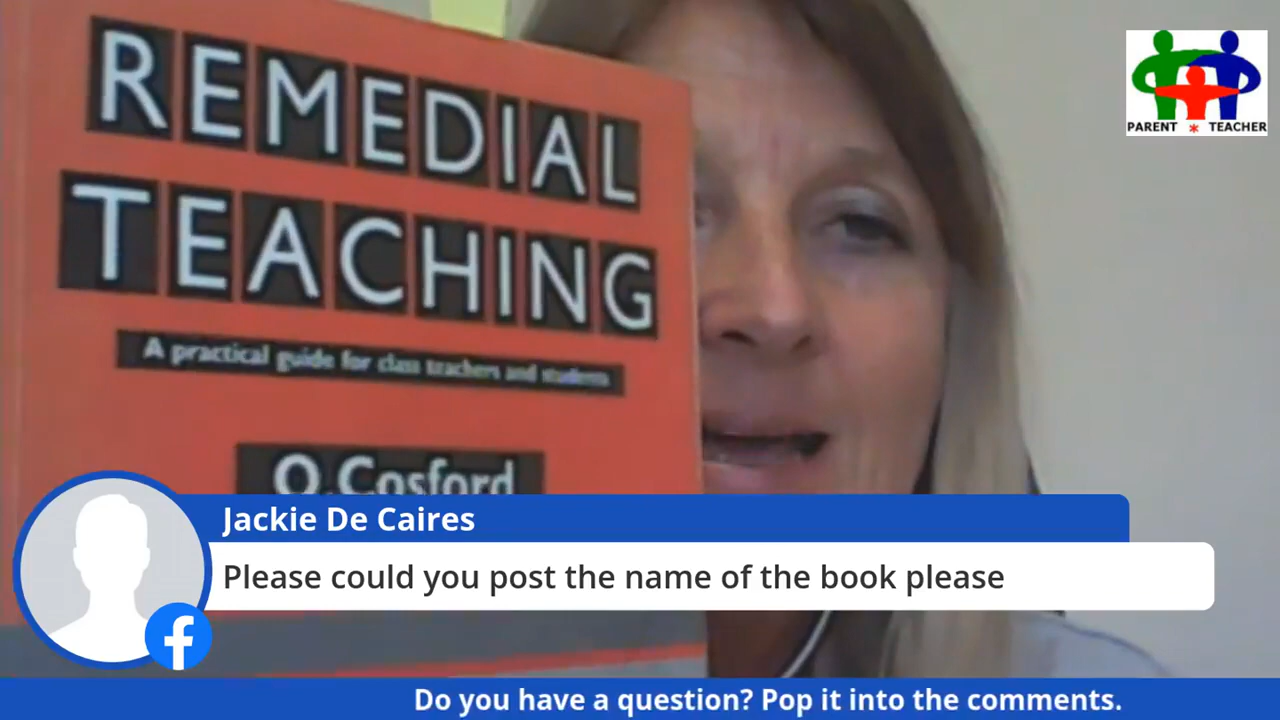 REMEDIAL
TEACHING
A practical guide for class teachers and students
Q.Cosford
PARENT * TEACHER
Jackie De Caires
Please could you post the name of the book please
Do you have a question? Pop it into the comments.